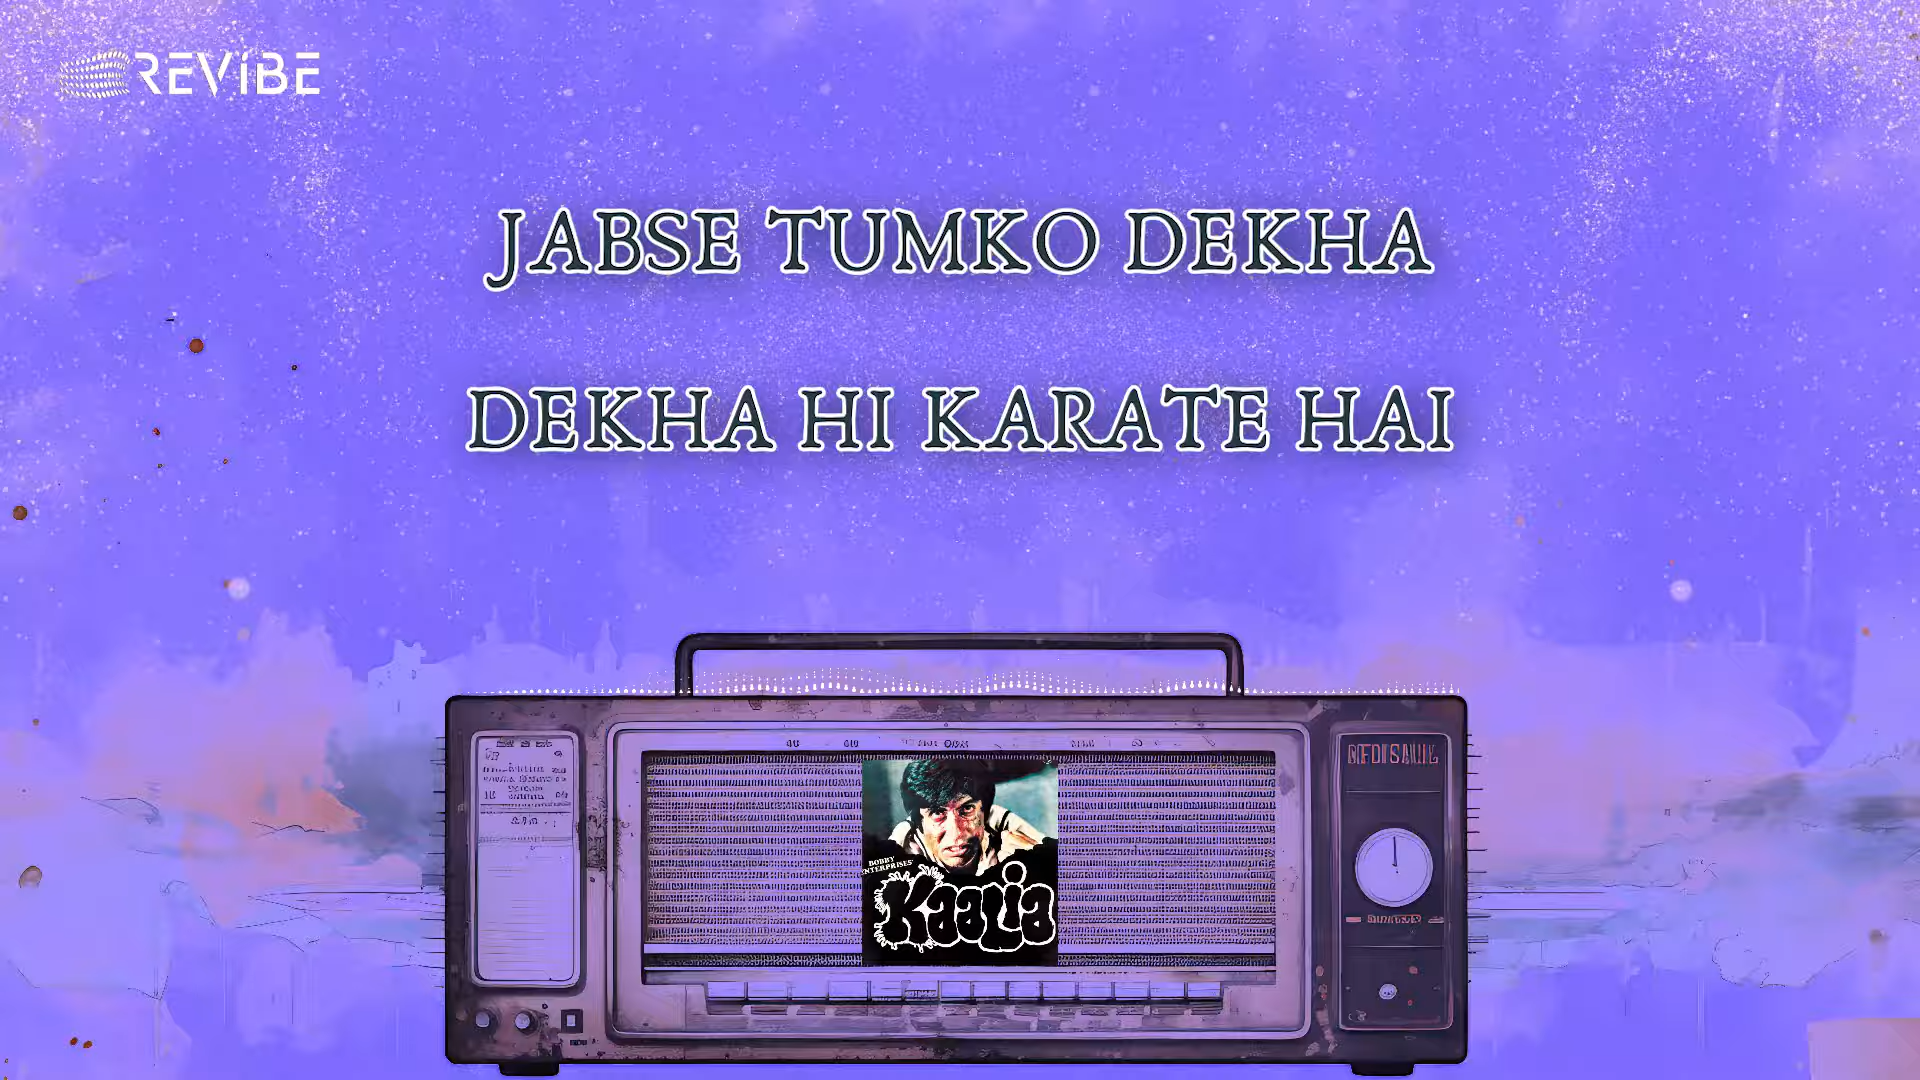 REVIBE
JABSE TUMKO DEKHA
DEKHA HI KARATE HAI
BOBBY
ENTERPRISES'
Kaalia